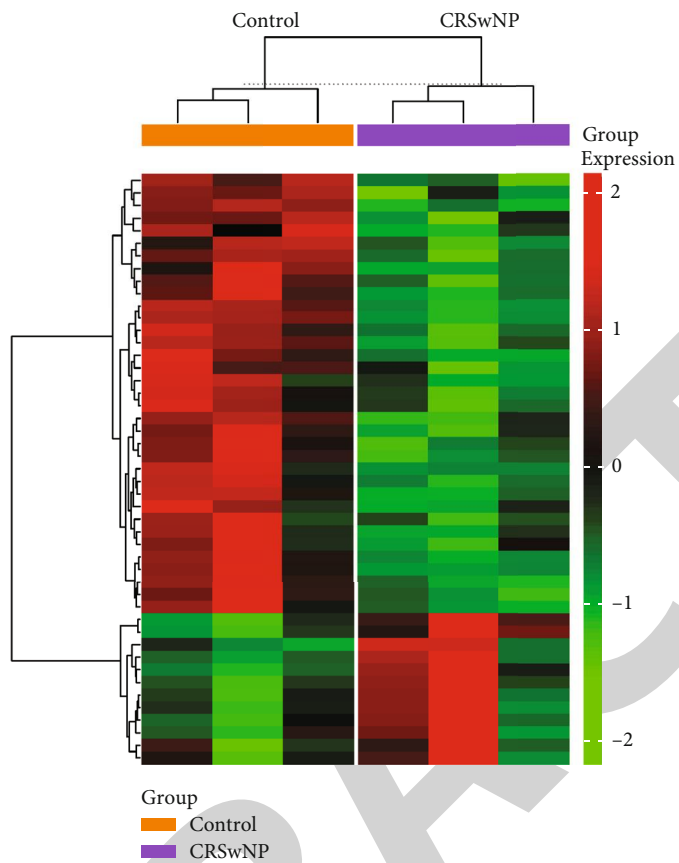 Control CRSwNP
Group
Expression
2
1
0
–1
–2
Group
Control
CRSwNP